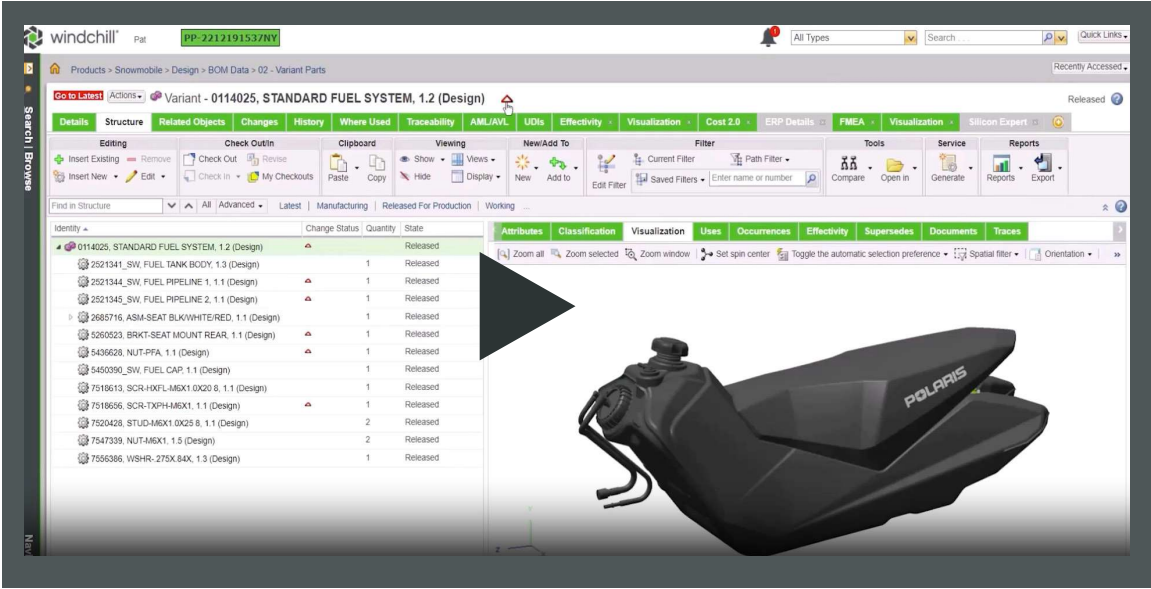 windchill Pat PP-2212191537NY All Types Search . . . Quick Links
Products > Snowmobile > Design > BOM Data > 02 - Variant Parts Recently Accessed
Go to Latest Actions Variant - 0114025, STANDARD FUEL SYSTEM, 1.2 (Design) Released
Details Structure Related Objects Changes History Where Used Traceability AML/AVL UDIs Effectivity Visualization Cost 2.0 ERP Details FMEA Visualization Silicon Expert
Editing Check Out/In Clipboard Viewing New/Add To Filter Tools Service Reports
Insert Existing Remove Check Out Revise Show Views Current Filter Path Filter
Insert New Edit Check In My Checkouts Paste Copy Hide Display New Add to Edit Filter Saved Filters Enter name or number Compare Open in Generate Reports Export
Find in Structure All Advanced Latest | Manufacturing | Released For Production | Working ...
Identity Change Status Quantity State Attributes Classification Visualization Uses Occurrences Effectivity Supersedes Documents Traces
Zoom all Zoom selected Zoom window Set spin center Toggle the automatic selection preference Spatial filter Orientation »
0114025, STANDARD FUEL SYSTEM, 1.2 (Design) Released
2521341_SW, FUEL TANK BODY, 1.3 (Design) 1 Released
2521344_SW, FUEL PIPELINE 1, 1.1 (Design) 1 Released
2521345_SW, FUEL PIPELINE 2, 1.1 (Design) 1 Released
2685716, ASM-SEAT BLK/WHITE/RED, 1.1 (Design) 1 Released
5260523, BRKT-SEAT MOUNT REAR, 1.1 (Design) 1 Released
5436628, NUT-PFA, 1.1 (Design) 1 Released
5450390_SW, FUEL CAP, 1.1 (Design) 1 Released
7518613, SCR-HXFL-M6X1.0X20 8, 1.1 (Design) 1 Released
7518656, SCR-TXPH-M6X1, 1.1 (Design) 1 Released
7520428, STUD-M6X1.0X25 8, 1.1 (Design) 2 Released
7547339, NUT-M6X1, 1.5 (Design) 2 Released
7556386, WSHR-.275X.84X, 1.3 (Design) 1 Released
POLARIS
Search | Browse
Y
Z